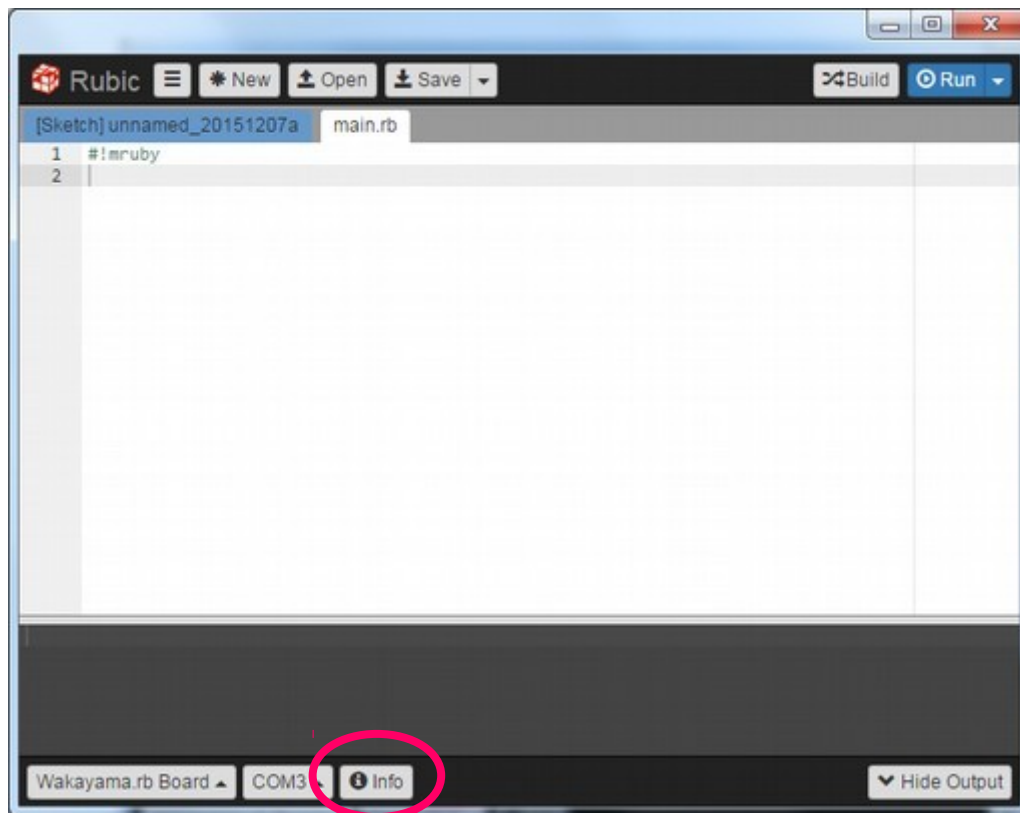 Rubic New Open Save Build Run
[Sketch] unnamed_20151207a main.rb
1 #!mruby
2
Wakayama.rb Board COM3 Info Hide Output